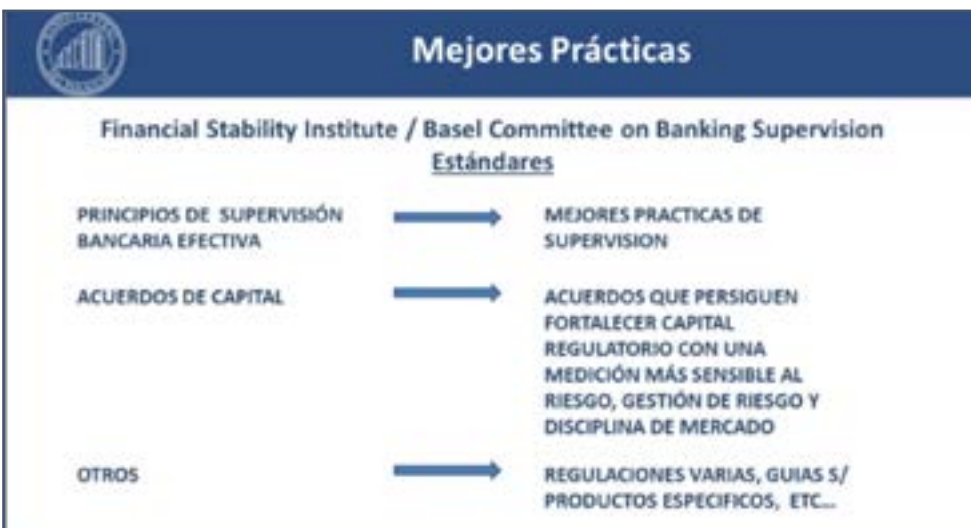 Mejores Prácticas
Financial Stability Institute / Basel Committee on Banking Supervision
Estándares
PRINCIPIOS DE SUPERVISIÓN
BANCARIA EFECTIVA
MEJORES PRACTICAS DE
SUPERVISION
ACUERDOS DE CAPITAL
ACUERDOS QUE PERSIGUEN
FORTALECER CAPITAL
REGULATORIO CON UNA
MEDICIÓN MÁS SENSIBLE AL
RIESGO, GESTIÓN DE RIESGO Y
DISCIPLINA DE MERCADO
OTROS
REGULACIONES VARIAS, GUIAS S/
PRODUCTOS ESPECIFICOS, ETC...